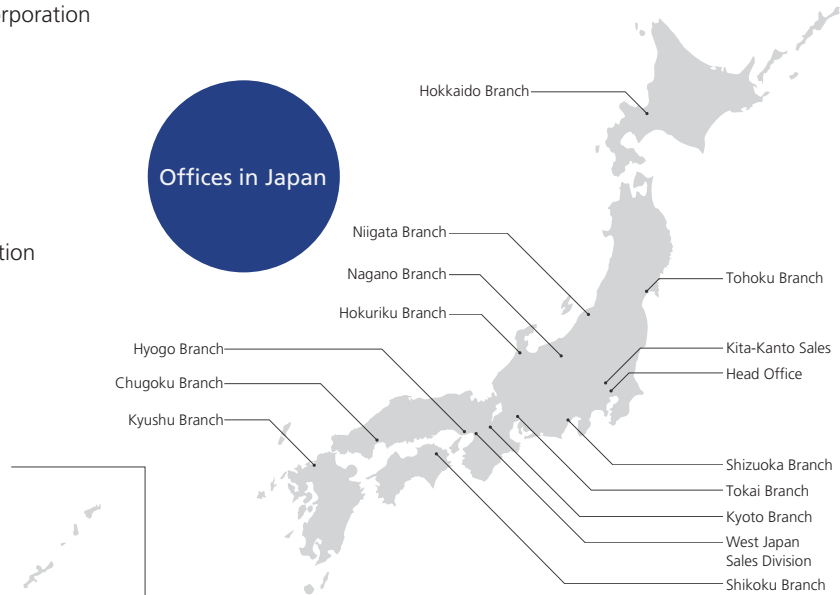 rporation
Offices in Japan
tion
Hokkaido Branch
Niigata Branch
Nagano Branch
Hokuriku Branch
Hyogo Branch
Chugoku Branch
Kyushu Branch
Tohoku Branch
Kita-Kanto Sales
Head Office
Shizuoka Branch
Tokai Branch
Kyoto Branch
West Japan
Sales Division
Shikoku Branch